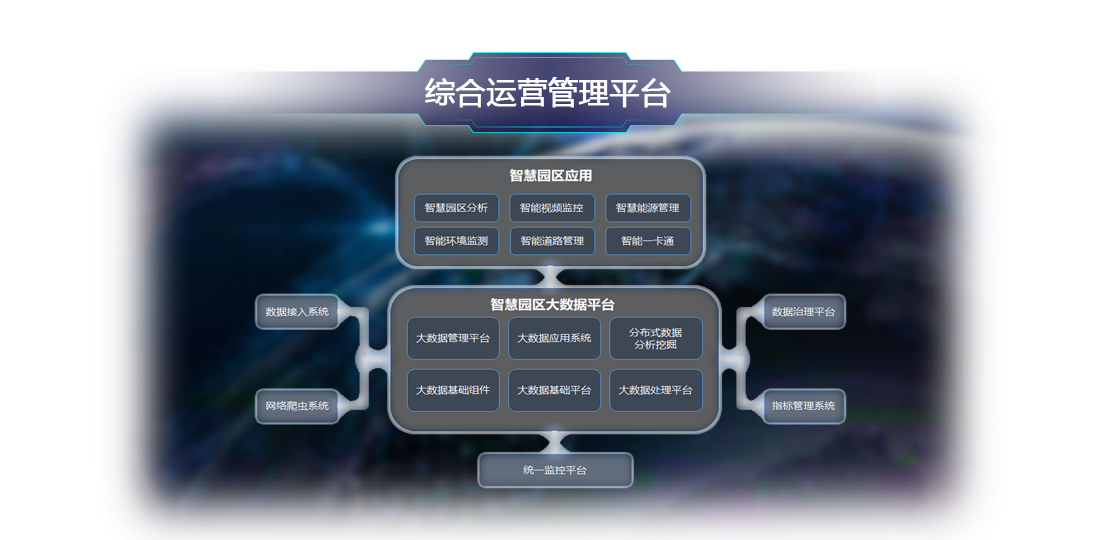 综合运营管理平台
智慧园区应用
智慧园区分析
智能视频监控
智慧能源管理
智能环境监测
智能道路管理
智能一卡通
智慧园区大数据平台
数据接入系统
网络爬虫系统
大数据管理平台
大数据应用系统
分布式数据
分析挖掘
大数据基础组件
大数据基础平台
大数据处理平台
数据治理平台
指标管理系统
统一监控平台